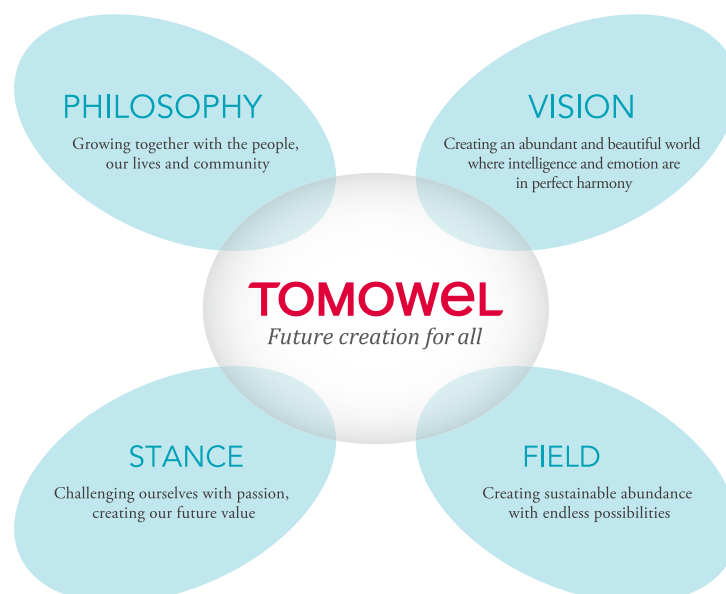 PHILOSOPHY
Growing together with the people,
our lives and community
VISION
Creating an abundant and beautiful world
where intelligence and emotion are
in perfect harmony
TOMOWEL
Future creation for all
STANCE
Challenging ourselves with passion,
creating our future value
FIELD
Creating sustainable abundance
with endless possibilities